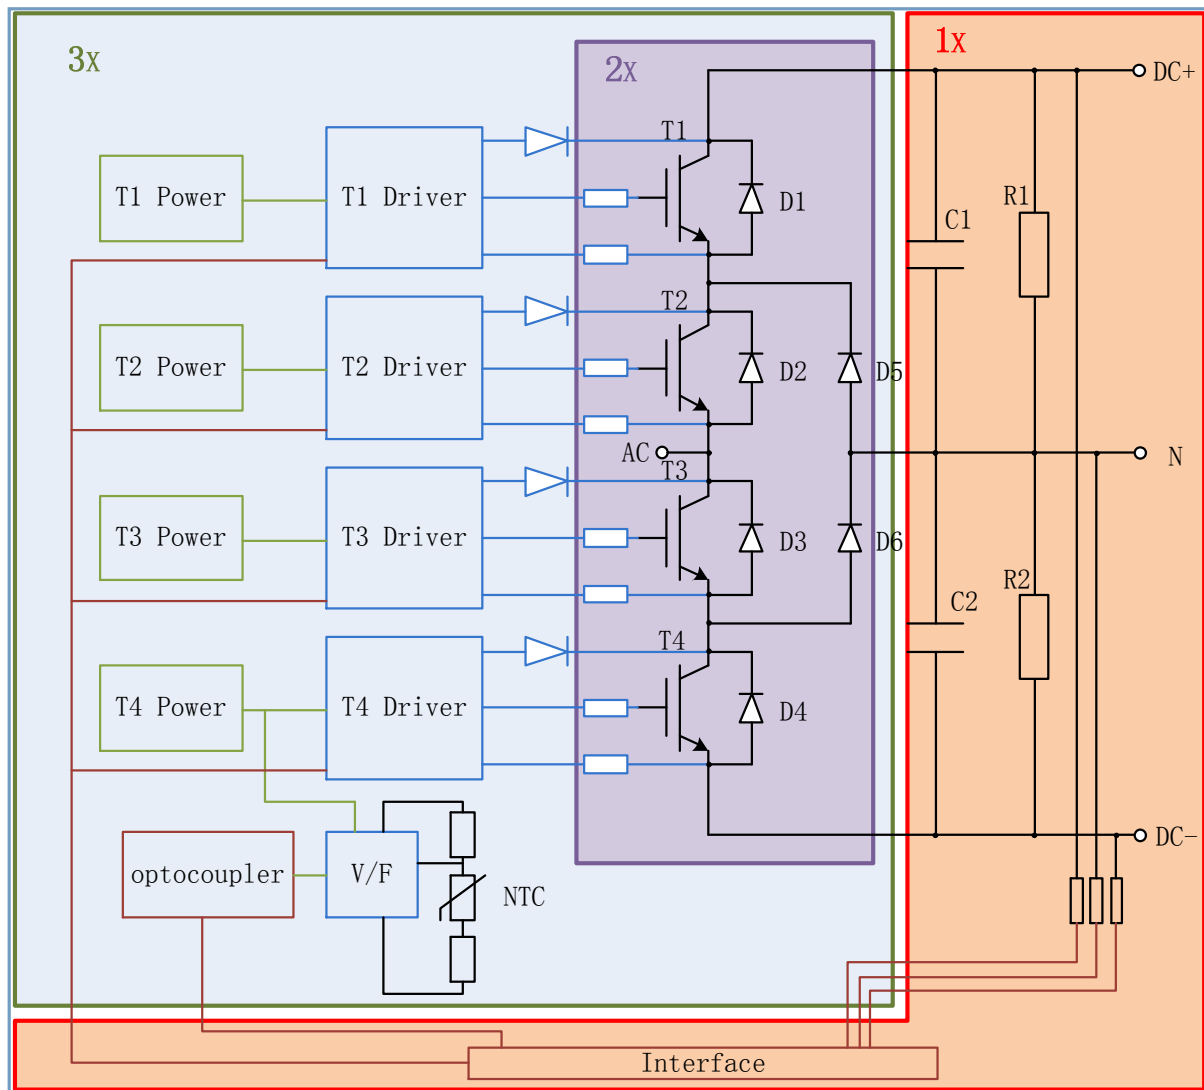 3X
2X
1X
DC+
T1
T1 Power
T1 Driver
D1
R1
C1
T2
T2 Power
T2 Driver
D2
D5
AC
N
T3
T3 Power
T3 Driver
D3
D6
R2
C2
T4
T4 Power
T4 Driver
D4
DC-
optocoupler
V/F
NTC
Interface